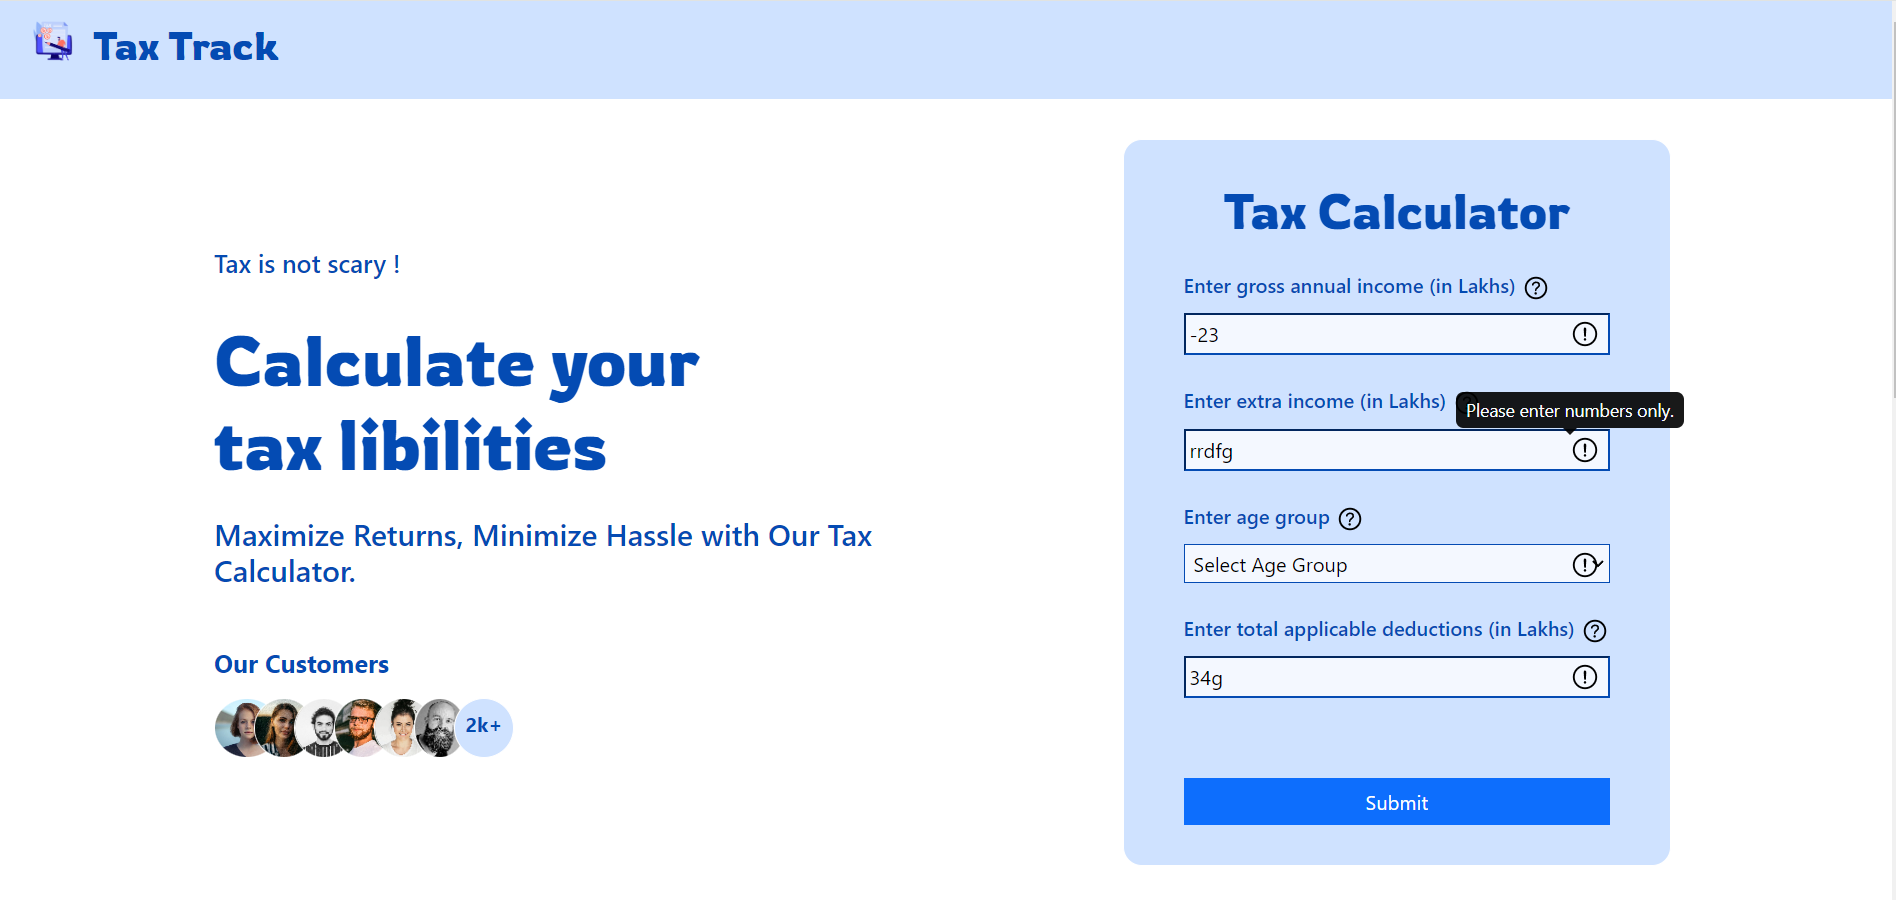 Tax Track
Tax is not scary !
Calculate your
tax libilities
Maximize Returns, Minimize Hassle with Our Tax
Calculator.
Our Customers
2k+
Tax Calculator
Enter gross annual income (in Lakhs)
-23
Enter extra income (in Lakhs)
Please enter numbers only.
rrdfg
Enter age group
Select Age Group
Enter total applicable deductions (in Lakhs)
34g
Submit